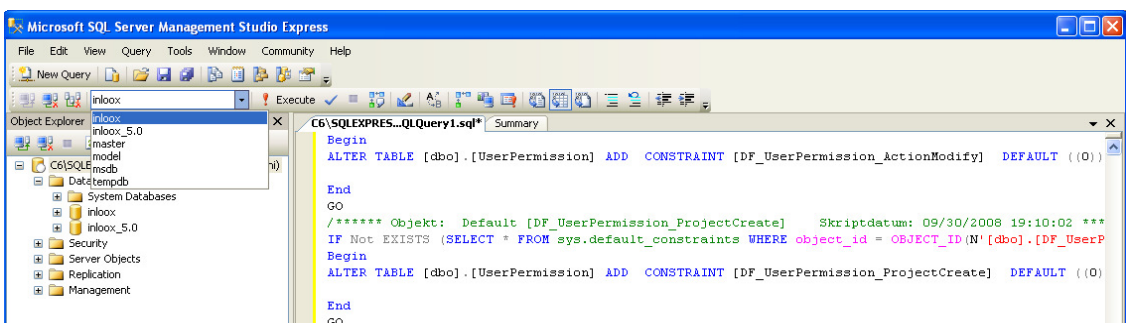 Microsoft SQL Server Management Studio Express
File Edit View Query Tools Window Community Help
New Query
inloox Execute
Object Explorer
inloox
inloox_5.0
master
model
msdb
tempdb
C6\SQLE
Data
System Databases
inloox
inloox_5.0
Security
Server Objects
Replication
Management
C6\SQLEXPRES...QLQuery1.sql* Summary
Begin
ALTER TABLE [dbo].[UserPermission] ADD CONSTRAINT [DF_UserPermission_ActionModify] DEFAULT ((0))
End
GO
/****** Objekt: Default [DF_UserPermission_ProjectCreate] Skriptdatum: 09/30/2008 19:10:02 ***
IF Not EXISTS (SELECT * FROM sys.default_constraints WHERE object_id = OBJECT_ID(N'[dbo].[DF_UserP
Begin
ALTER TABLE [dbo].[UserPermission] ADD CONSTRAINT [DF_UserPermission_ProjectCreate] DEFAULT ((0)
End
GO